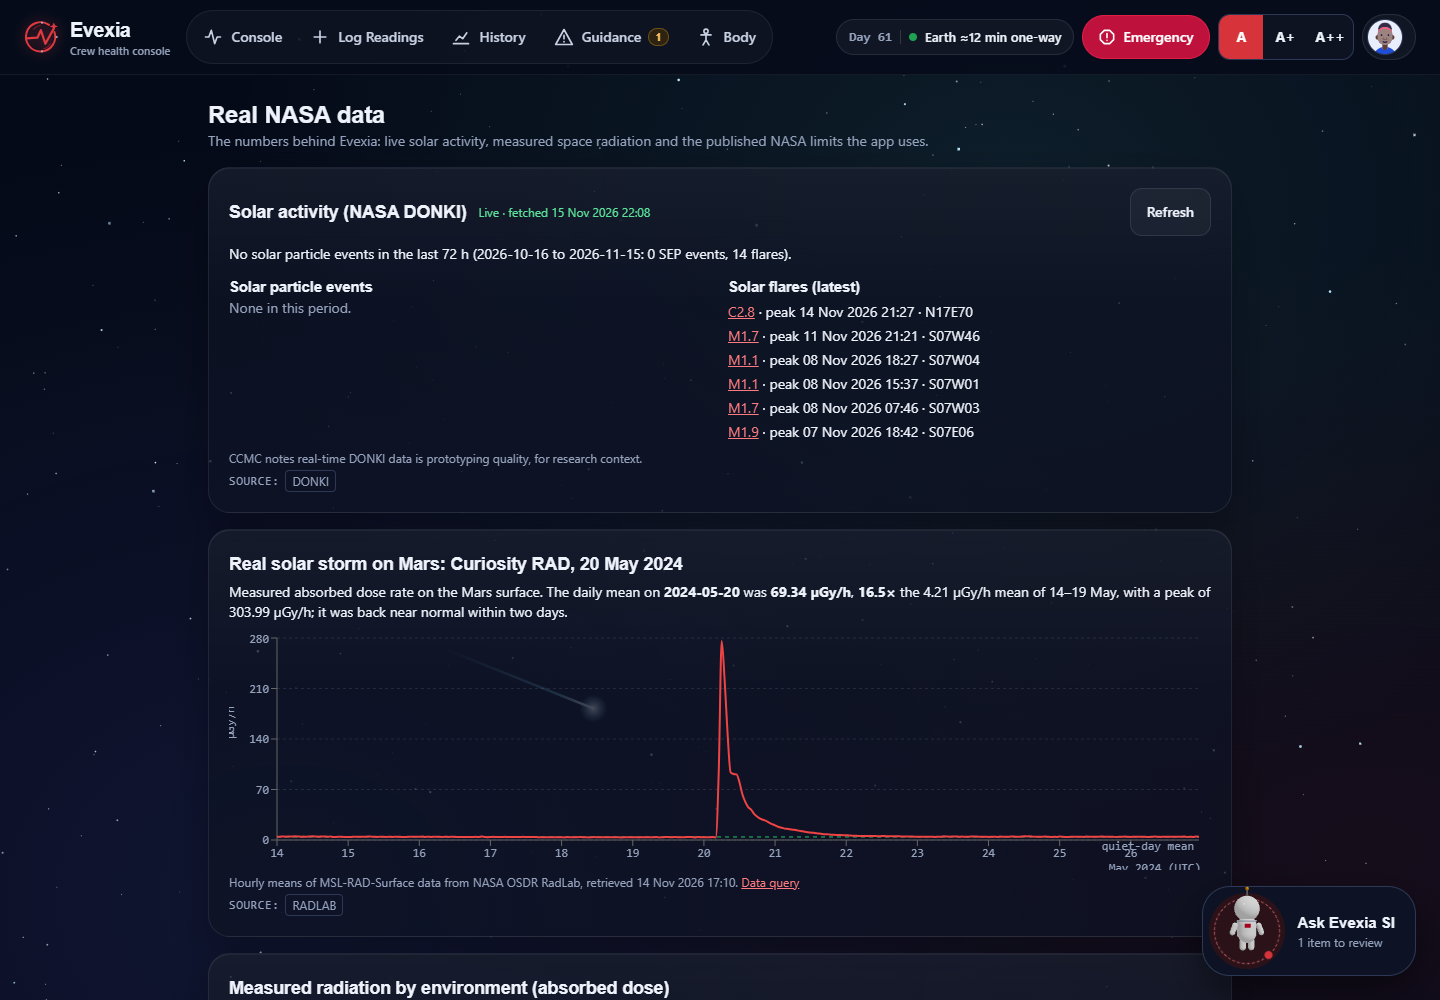 Evexia
Crew health console
Console
Log Readings
History
Guidance 1
Body
Day 61
Earth ≈12 min one-way
Emergency
A
A+
A++
Real NASA data
The numbers behind Evexia: live solar activity, measured space radiation and the published NASA limits the app uses.
Solar activity (NASA DONKI) Live · fetched 15 Nov 2026 22:08
Refresh
No solar particle events in the last 72 h (2026-10-16 to 2026-11-15: 0 SEP events, 14 flares).
Solar particle events
None in this period.
Solar flares (latest)
C2.8 · peak 14 Nov 2026 21:27 · N17E70
M1.7 · peak 11 Nov 2026 21:21 · S07W46
M1.1 · peak 08 Nov 2026 18:27 · S07W04
M1.1 · peak 08 Nov 2026 15:37 · S07W01
M1.7 · peak 08 Nov 2026 07:46 · S07W03
M1.9 · peak 07 Nov 2026 18:42 · S07E06
CCMC notes real-time DONKI data is prototyping quality, for research context.
SOURCE: DONKI
Real solar storm on Mars: Curiosity RAD, 20 May 2024
Measured absorbed dose rate on the Mars surface. The daily mean on 2024-05-20 was 69.34 µGy/h, 16.5× the 4.21 µGy/h mean of 14–19 May, with a peak of
303.99 µGy/h; it was back near normal within two days.
280
210
140
70
0
µGy/h
14 15 16 17 18 19 20 21 22 23 24 25 26
quiet-day mean
May 2024 (UTC)
Hourly means of MSL-RAD-Surface data from NASA OSDR RadLab, retrieved 14 Nov 2026 17:10. Data query
SOURCE: RADLAB
Ask Evexia SI
1 item to review
Measured radiation by environment (absorbed dose)